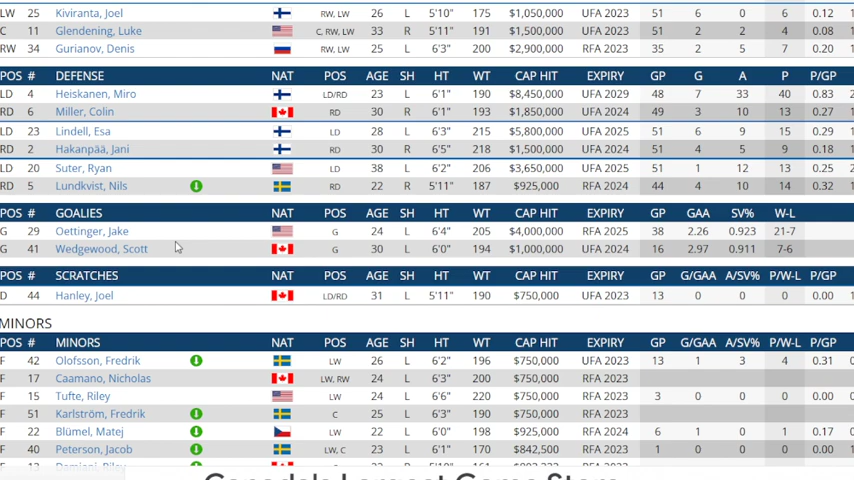 LW 25 Kiviranta, Joel RW, LW 26 L 5'10" 175 $1,050,000 UFA 2023 51 6 0 6 0.12
C 11 Glendening, Luke C, RW, LW 33 R 5'11" 191 $1,500,000 UFA 2023 51 2 2 4 0.08
RW 34 Gurianov, Denis RW, LW 25 L 6'3" 200 $2,900,000 RFA 2023 35 2 5 7 0.20
POS # DEFENSE NAT POS AGE SH HT WT CAP HIT EXPIRY GP G A P P/GP
LD 4 Heiskanen, Miro LD/RD 23 L 6'1" 190 $8,450,000 UFA 2029 48 7 33 40 0.83
RD 6 Miller, Colin RD 30 R 6'1" 193 $1,850,000 UFA 2024 49 3 10 13 0.27
LD 23 Lindell, Esa LD 28 L 6'3" 215 $5,800,000 UFA 2025 51 6 9 15 0.29
RD 2 Hakanpää, Jani RD 30 R 6'5" 218 $1,500,000 UFA 2024 51 4 5 9 0.18
LD 20 Suter, Ryan LD 38 L 6'2" 206 $3,650,000 UFA 2025 51 1 12 13 0.25
RD 5 Lundkvist, Nils RD 22 R 5'11" 187 $925,000 RFA 2024 44 4 10 14 0.32
POS # GOALIES NAT POS AGE SH HT WT CAP HIT EXPIRY GP GAA SV% W-L
G 29 Oettinger, Jake G 24 L 6'4" 205 $4,000,000 RFA 2025 38 2.26 0.923 21-7
G 41 Wedgewood, Scott G 30 L 6'0" 194 $1,000,000 UFA 2024 16 2.97 0.911 7-6
POS # SCRATCHES NAT POS AGE SH HT WT CAP HIT EXPIRY GP G/GAA A/SV% P/W-L P/GP
D 44 Hanley, Joel LD/RD 31 L 5'11" 190 $750,000 UFA 2023 13 0 0 0 0.00
MINORS
POS # MINORS NAT POS AGE SH HT WT CAP HIT EXPIRY GP G/GAA A/SV% P/W-L P/GP
F 42 Olofsson, Fredrik LW 26 L 6'2" 196 $750,000 UFA 2023 13 1 3 4 0.31
F 17 Caamano, Nicholas LW, RW 24 L 6'3" 200 $750,000 RFA 2023
F 15 Tufte, Riley LW 24 L 6'6" 220 $750,000 RFA 2023 3 0 0 0 0.00
F 51 Karlström, Fredrik C 25 L 6'3" 190 $750,000 RFA 2023
F 22 Blümel, Matej LW 22 L 6'0" 198 $925,000 RFA 2024 6 1 0 1 0.17
F 40 Peterson, Jacob LW, C 23 L 6'1" 170 $842,500 RFA 2023 1 0 0 0 0.00
Canada's Largest Game Store